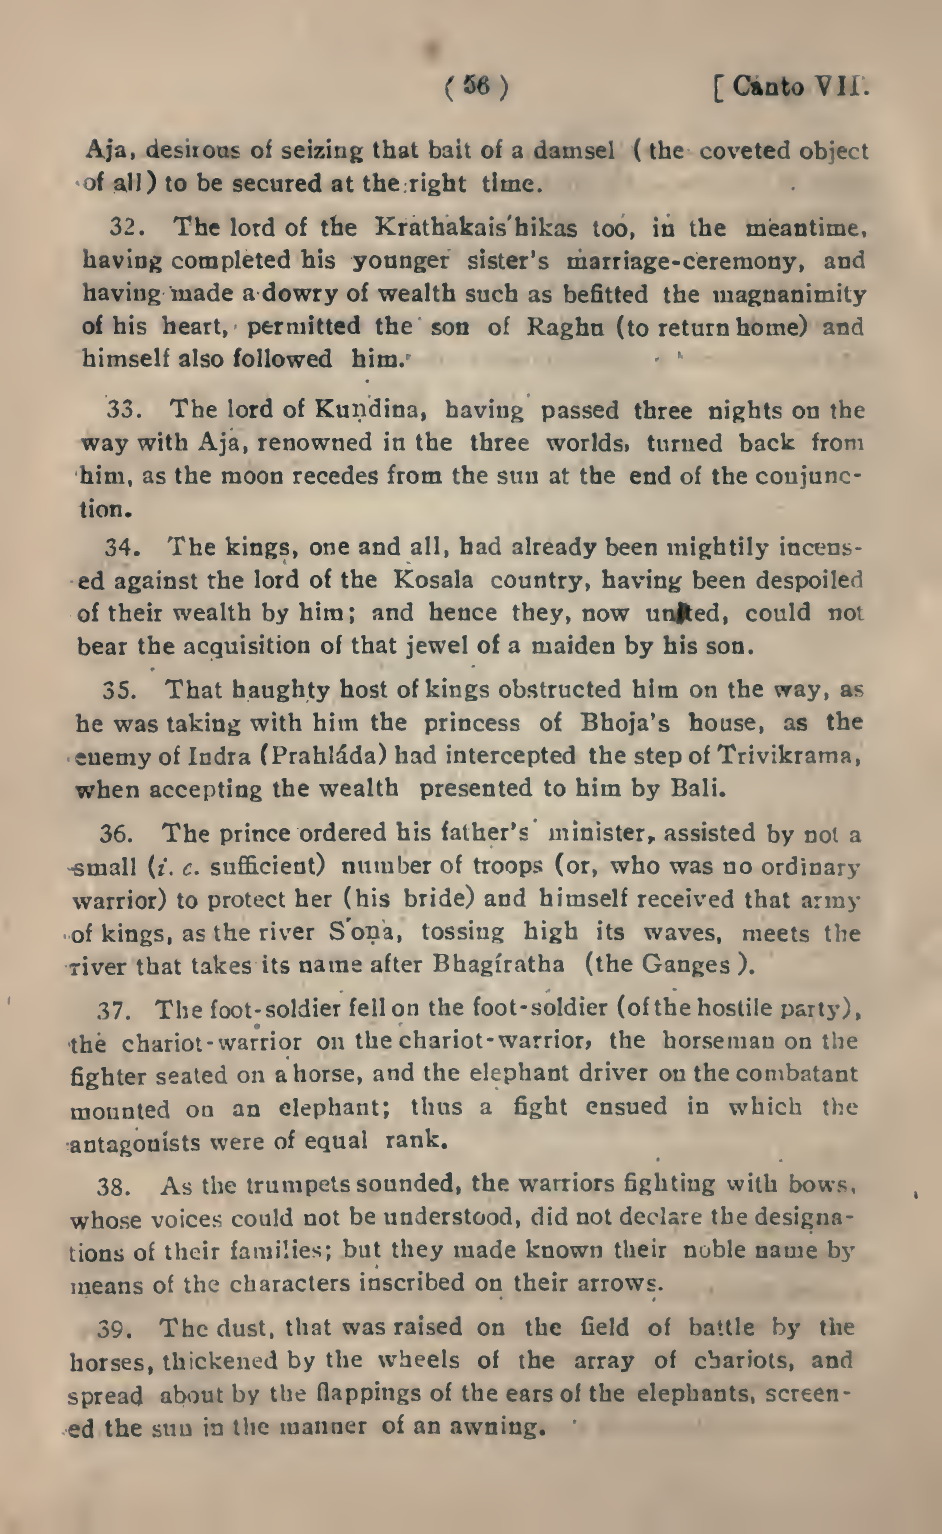 ( 56 ) [ Canto VII.
Aja, desirous of seizing that bait of a damsel ( the coveted object
of all ) to be secured at the right time.
32. The lord of the Krathakais'hikas too, in the meantime,
having completed his younger sister's marriage-ceremony, and
having made a dowry of wealth such as befitted the magnanimity
of his heart, permitted the son of Raghu (to return home) and
himself also followed him.
33. The lord of Kuṇdina, having passed three nights on the
way with Aja, renowned in the three worlds, turned back from
him, as the moon recedes from the sun at the end of the conjunc-
tion.
34. The kings, one and all, had already been mightily incens-
ed against the lord of the Kosala country, having been despoiled
of their wealth by him; and hence they, now united, could not
bear the acquisition of that jewel of a maiden by his son.
35. That haughty host of kings obstructed him on the way, as
he was taking with him the princess of Bhoja's house, as the
enemy of Indra (Prahláda) had intercepted the step of Trivikrama,
when accepting the wealth presented to him by Bali.
36. The prince ordered his father's minister, assisted by not a
small (i. c. sufficient) number of troops (or, who was no ordinary
warrior) to protect her (his bride) and himself received that army
of kings, as the river S'oṇa, tossing high its waves, meets the
river that takes its name after Bhagíratha (the Ganges ).
37. The foot-soldier fell on the foot-soldier (of the hostile party),
the chariot-warrior on the chariot-warrior, the horseman on the
fighter seated on a horse, and the elephant driver on the combatant
mounted on an elephant; thus a fight ensued in which the
antagonists were of equal rank.
38. As the trumpets sounded, the warriors fighting with bows,
whose voices could not be understood, did not declare the designa-
tions of their families; but they made known their noble name by
means of the characters inscribed on their arrows.
39. The dust, that was raised on the field of battle by the
horses, thickened by the wheels of the array of chariots, and
spread about by the flappings of the ears of the elephants, screen-
ed the sun in the manner of an awning.